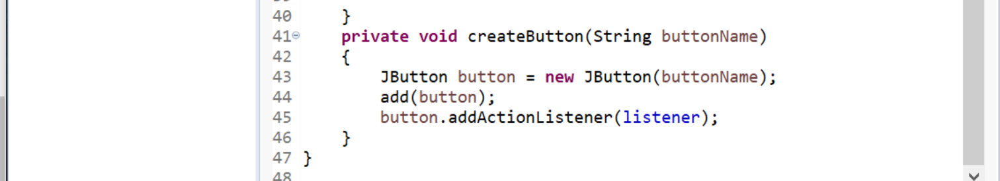 39
40 }
41 private void createButton(String buttonName)
42 {
43 JButton button = new JButton(buttonName);
44 add(button);
45 button.addActionListener(listener);
46 }
47 }
48